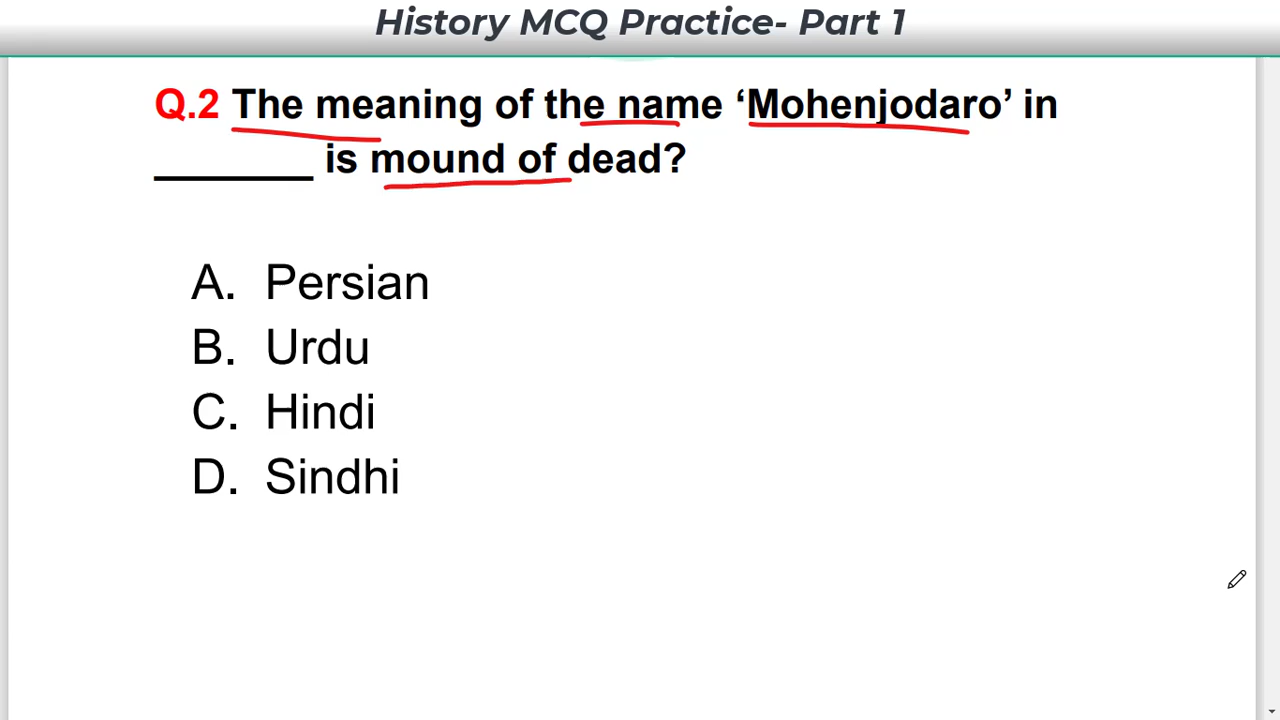 History MCQ Practice- Part 1
Q.2 The meaning of the name ‘Mohenjodaro’ in
_______ is mound of dead?
A. Persian
B. Urdu
C. Hindi
D. Sindhi